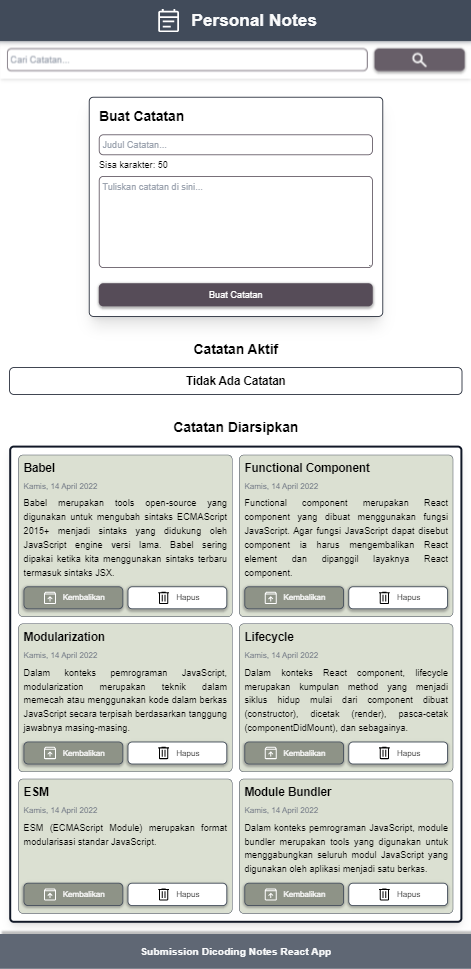 Personal Notes
Cari Catatan...
Buat Catatan
Judul Catatan...
Sisa karakter: 50
Tuliskan catatan di sini...
Buat Catatan
Catatan Aktif
Tidak Ada Catatan
Catatan Diarsipkan
Babel
Kamis, 14 April 2022
Babel merupakan tools open-source yang
digunakan untuk mengubah sintaks ECMAScript
2015+ menjadi sintaks yang didukung oleh
JavaScript engine versi lama. Babel sering
dipakai ketika kita menggunakan sintaks terbaru
termasuk sintaks JSX.
Kembalikan
Hapus
Functional Component
Kamis, 14 April 2022
Functional component merupakan React
component yang dibuat menggunakan fungsi
JavaScript. Agar fungsi JavaScript dapat disebut
component ia harus mengembalikan React
element dan dipanggil layaknya React
component.
Kembalikan
Hapus
Modularization
Kamis, 14 April 2022
Dalam konteks pemrograman JavaScript,
modularization merupakan teknik dalam
memecah atau menggunakan kode dalam berkas
JavaScript secara terpisah berdasarkan tanggung
jawabnya masing-masing.
Kembalikan
Hapus
Lifecycle
Kamis, 14 April 2022
Dalam konteks React component, lifecycle
merupakan kumpulan method yang menjadi
siklus hidup mulai dari component dibuat
(constructor), dicetak (render), pasca-cetak
(componentDidMount), dan sebagainya.
Kembalikan
Hapus
ESM
Kamis, 14 April 2022
ESM (ECMAScript Module) merupakan format
modularisasi standar JavaScript.
Kembalikan
Hapus
Module Bundler
Kamis, 14 April 2022
Dalam konteks pemrograman JavaScript, module
bundler merupakan tools yang digunakan untuk
menggabungkan seluruh modul JavaScript yang
digunakan oleh aplikasi menjadi satu berkas.
Kembalikan
Hapus
Submission Dicoding Notes React App